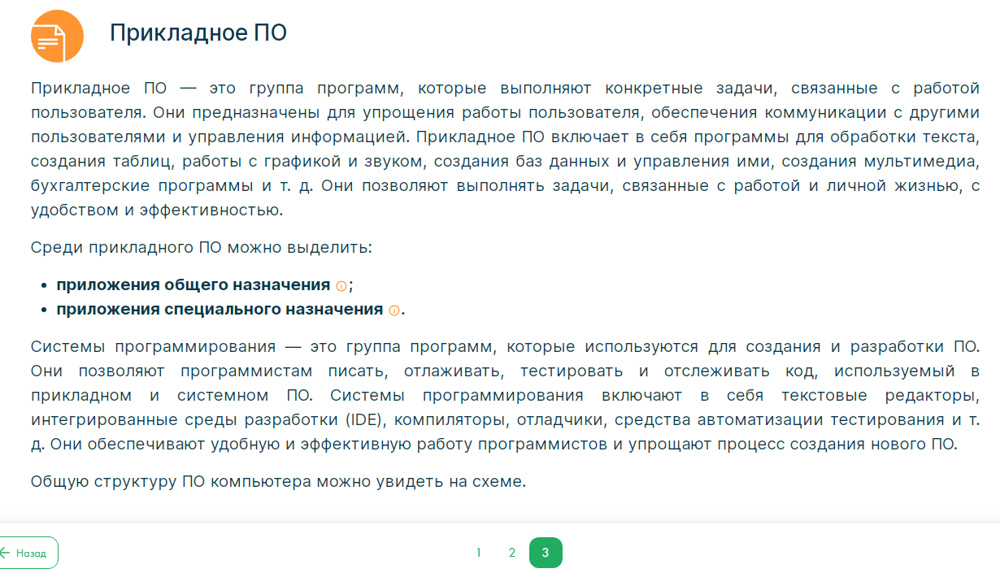 Прикладное ПО
Прикладное ПО — это группа программ, которые выполняют конкретные задачи, связанные с работой
пользователя. Они предназначены для упрощения работы пользователя, обеспечения коммуникации с другими
пользователями и управления информацией. Прикладное ПО включает в себя программы для обработки текста,
создания таблиц, работы с графикой и звуком, создания баз данных и управления ими, создания мультимедиа,
бухгалтерские программы и т. д. Они позволяют выполнять задачи, связанные с работой и личной жизнью, с
удобством и эффективностью.
Среди прикладного ПО можно выделить:
• приложения общего назначения ;
• приложения специального назначения .
Системы программирования — это группа программ, которые используются для создания и разработки ПО.
Они позволяют программистам писать, отлаживать, тестировать и отслеживать код, используемый в
прикладном и системном ПО. Системы программирования включают в себя текстовые редакторы,
интегрированные среды разработки (IDE), компиляторы, отладчики, средства автоматизации тестирования и т.
д. Они обеспечивают удобную и эффективную работу программистов и упрощают процесс создания нового ПО.
Общую структуру ПО компьютера можно увидеть на схеме.
Назад 1 2 3